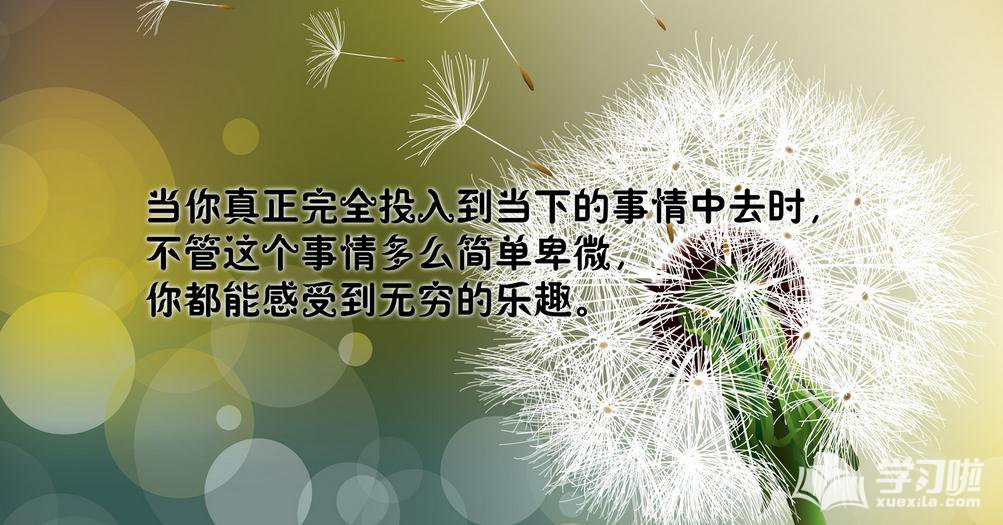 当你真正完全投入到当下的事情中去时，
不管这个事情多么简单卑微，
你都能感受到无穷的乐趣。
学习啦
xuexila.com